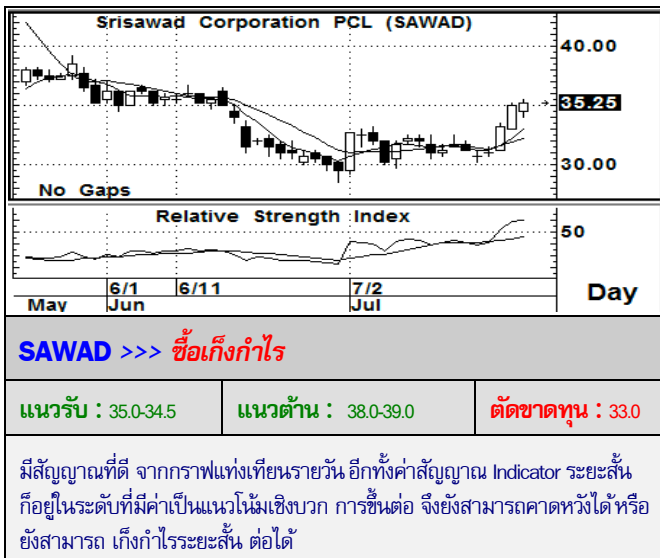 Srisawad Corporation PCL (SAWAD)
40.00
35.25
30.00
No Gaps
Relative Strength Index
50
6/1 6/11 7/2
May Jun Jul
Day
SAWAD >>> ซื้อเก็งกำไร
แนวรับ : 35.0-34.5 แนวต้าน : 38.0-39.0 ตัดขาดทุน : 33.0
มีสัญญาณที่ดี จากกราฟแท่งเทียนรายวัน อีกทั้งค่าสัญญาณ Indicator ระยะสั้น
ก็อยู่ในระดับที่มีค่าเป็นแนวโน้มเชิงบวก การขึ้นต่อ จึงยังสามารถคาดหวังได้ หรือ
ยังสามารถ เก็งกำไรระยะสั้น ต่อได้